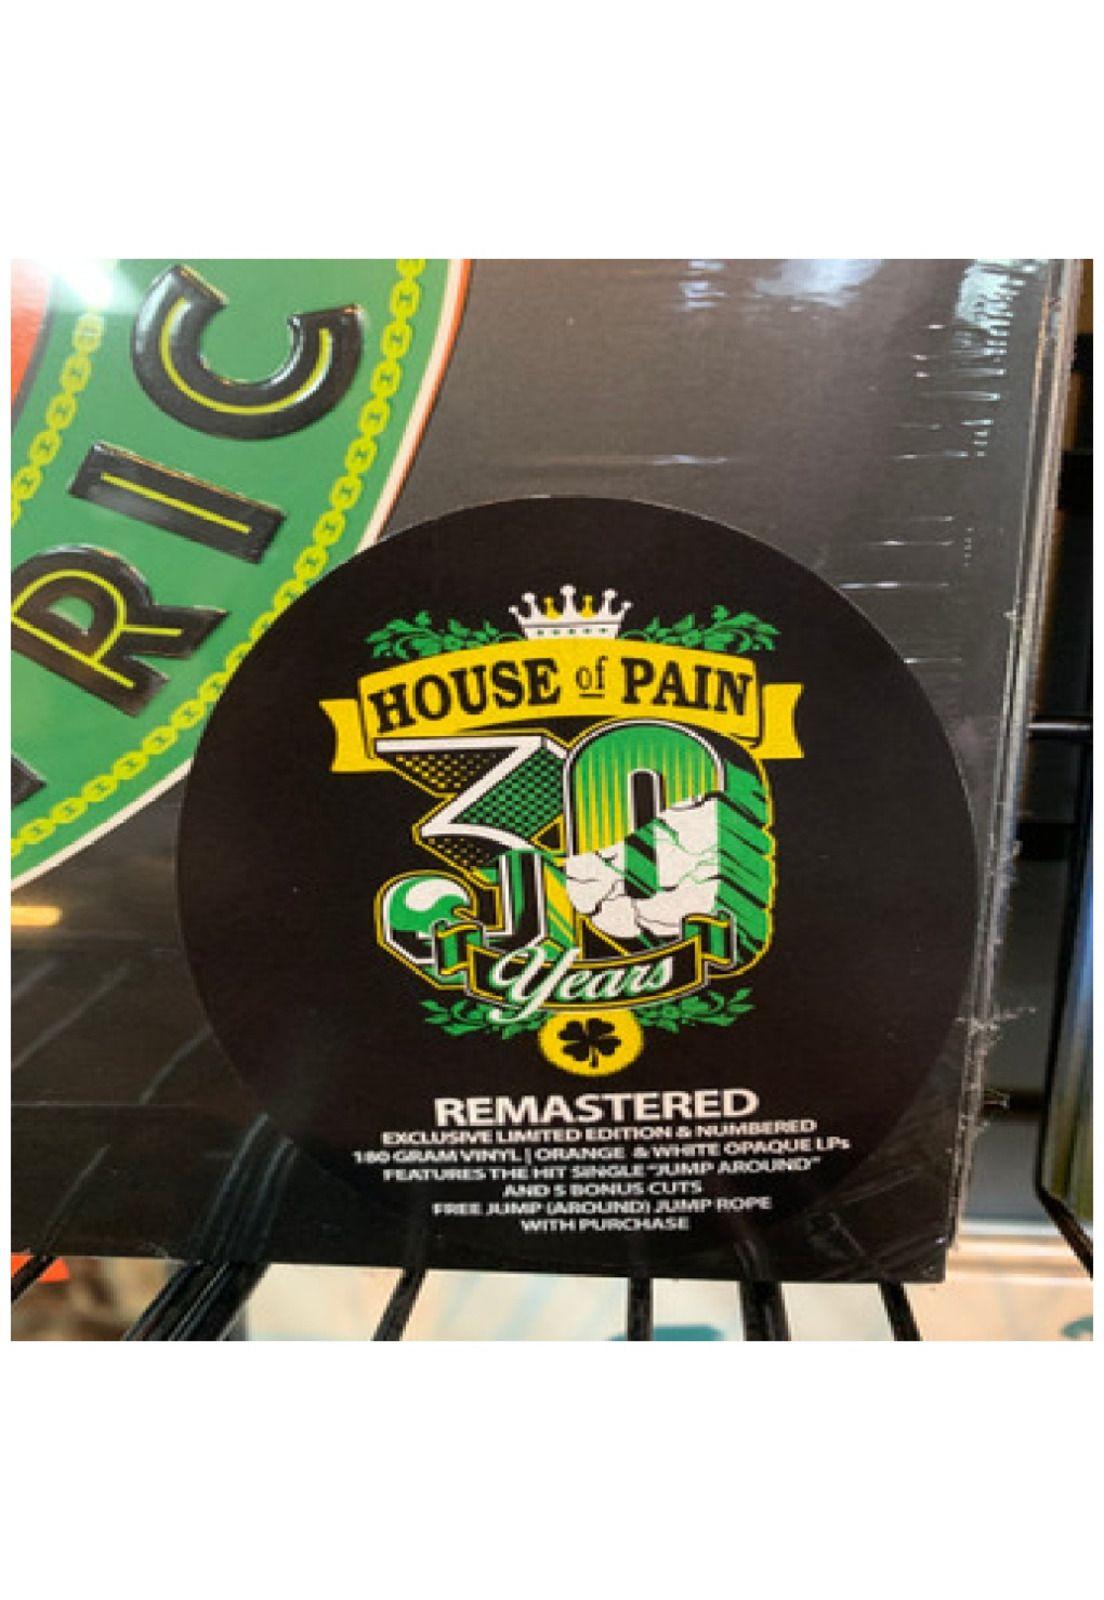 RIC
HOUSE of PAIN
30
Years
REMASTERED
EXCLUSIVE LIMITED EDITION & NUMBERED
180 GRAM VINYL | ORANGE & WHITE OPAQUE LPs
FEATURES THE HIT SINGLE "JUMP AROUND"
AND 5 BONUS CUTS
FREE JUMP (AROUND) JUMP ROPE
WITH PURCHASE